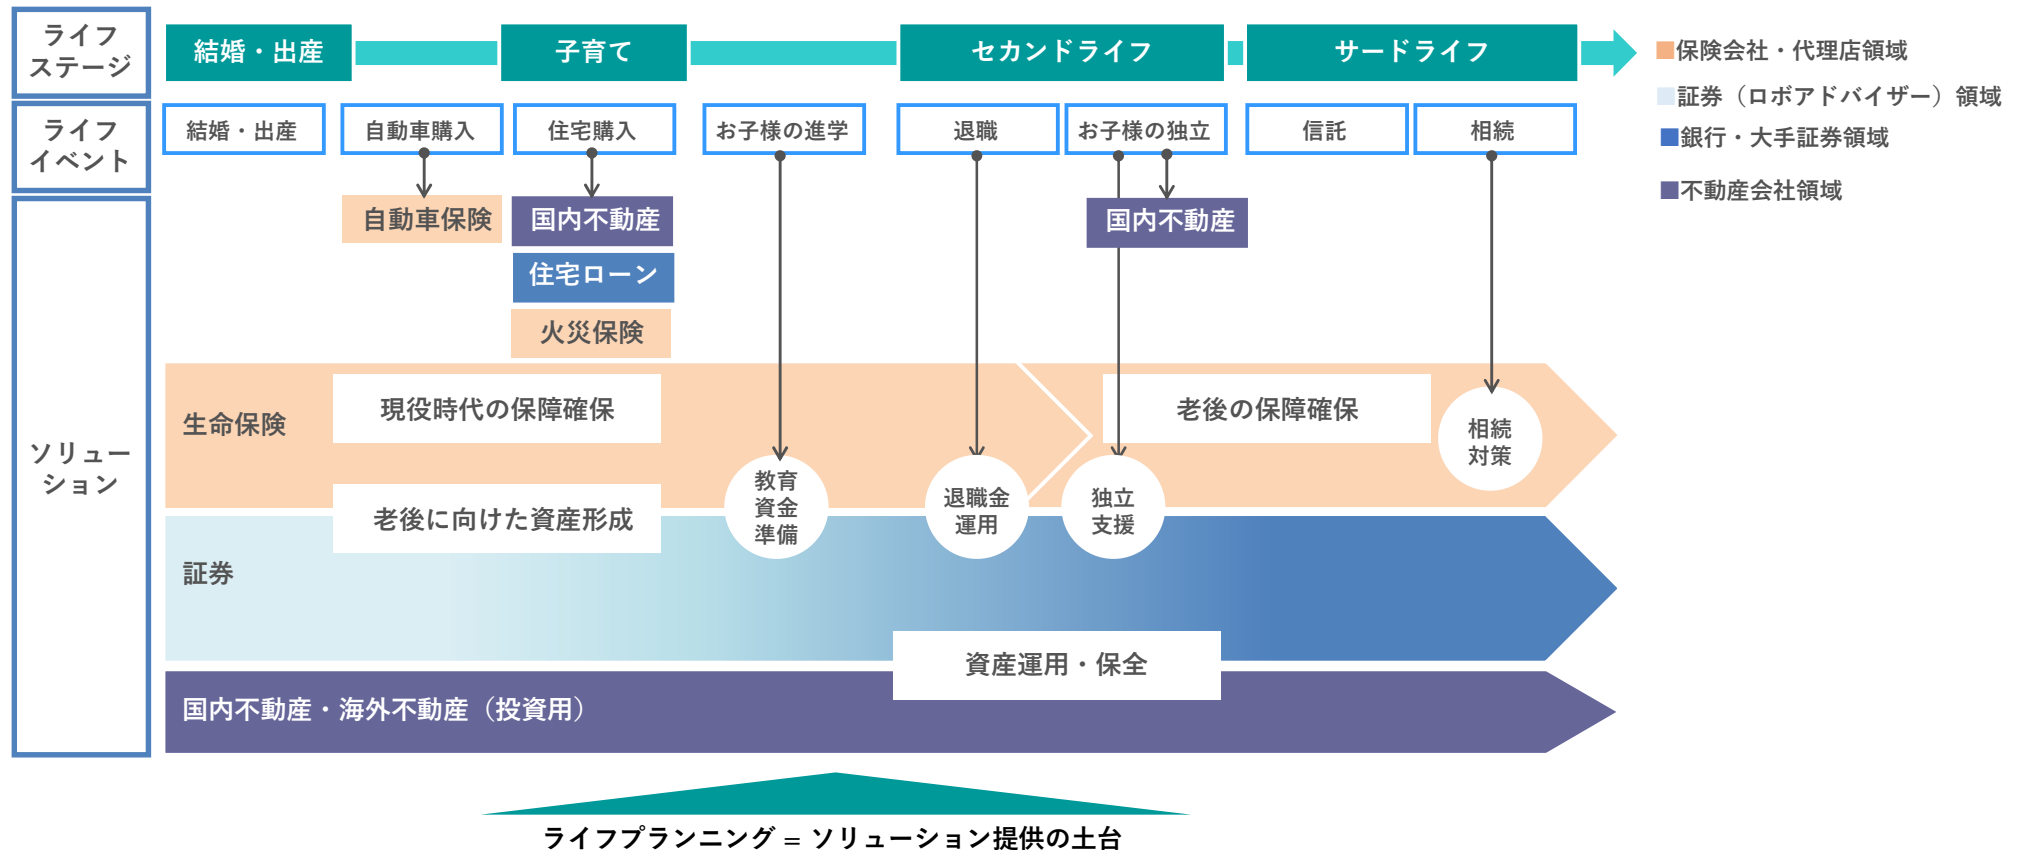 ライフ
ステージ
結婚・出産
子育て
セカンドライフ
サードライフ
保険会社・代理店領域
証券（ロボアドバイザー）領域
銀行・大手証券領域
不動産会社領域
ライフ
イベント
結婚・出産
自動車購入
住宅購入
お子様の進学
退職
お子様の独立
信託
相続
ソリュー
ション
自動車保険
国内不動産
住宅ローン
火災保険
国内不動産
生命保険
現役時代の保障確保
老後の保障確保
相続
対策
老後に向けた資産形成
教育
資金
準備
退職金
運用
独立
支援
証券
資産運用・保全
国内不動産・海外不動産（投資用）
ライフプランニング = ソリューション提供の土台